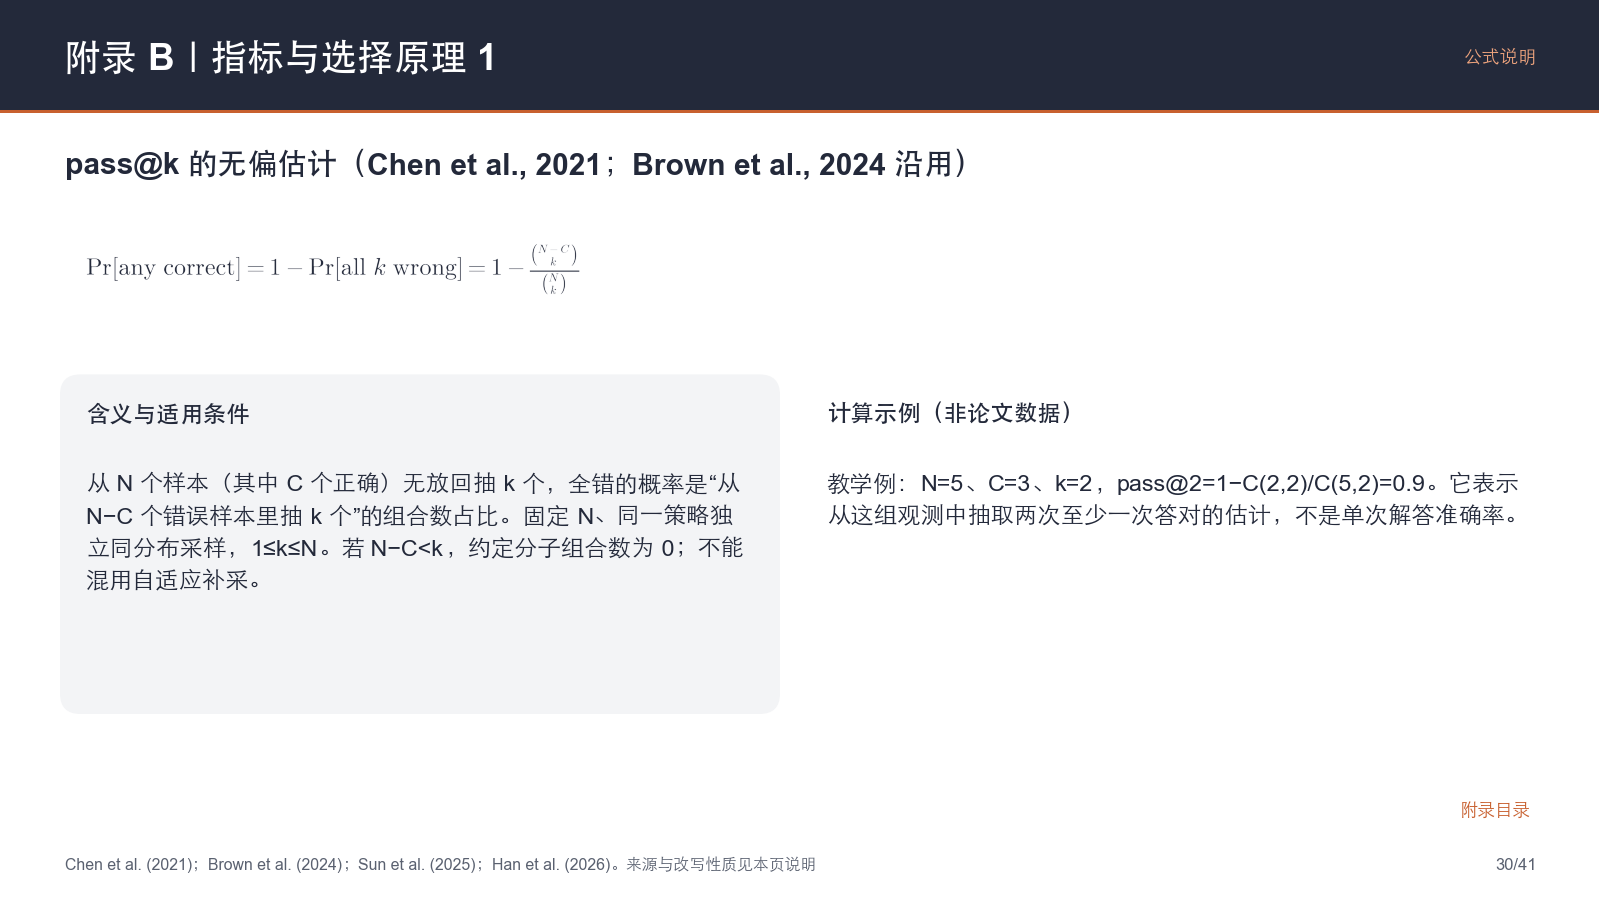 附录 B｜指标与选择原理 1
公式说明
pass@k 的无偏估计（Chen et al., 2021；Brown et al., 2024 沿用）
Pr[any correct] = 1 − Pr[all k wrong] = 1 − \frac{\binom{N−C}{k}}{\binom{N}{k}}
含义与适用条件
从 N 个样本（其中 C 个正确）无放回抽 k 个，全错的概率是“从
N−C 个错误样本里抽 k 个”的组合数占比。固定 N、同一策略独
立同分布采样，1≤k≤N。若 N−C<k，约定分子组合数为 0；不能
混用自适应补采。
计算示例（非论文数据）
教学例：N=5、C=3、k=2，pass@2=1−C(2,2)/C(5,2)=0.9。它表示
从这组观测中抽取两次至少一次答对的估计，不是单次解答准确率。
附录目录
Chen et al. (2021)；Brown et al. (2024)；Sun et al. (2025)；Han et al. (2026)。来源与改写性质见本页说明
30/41